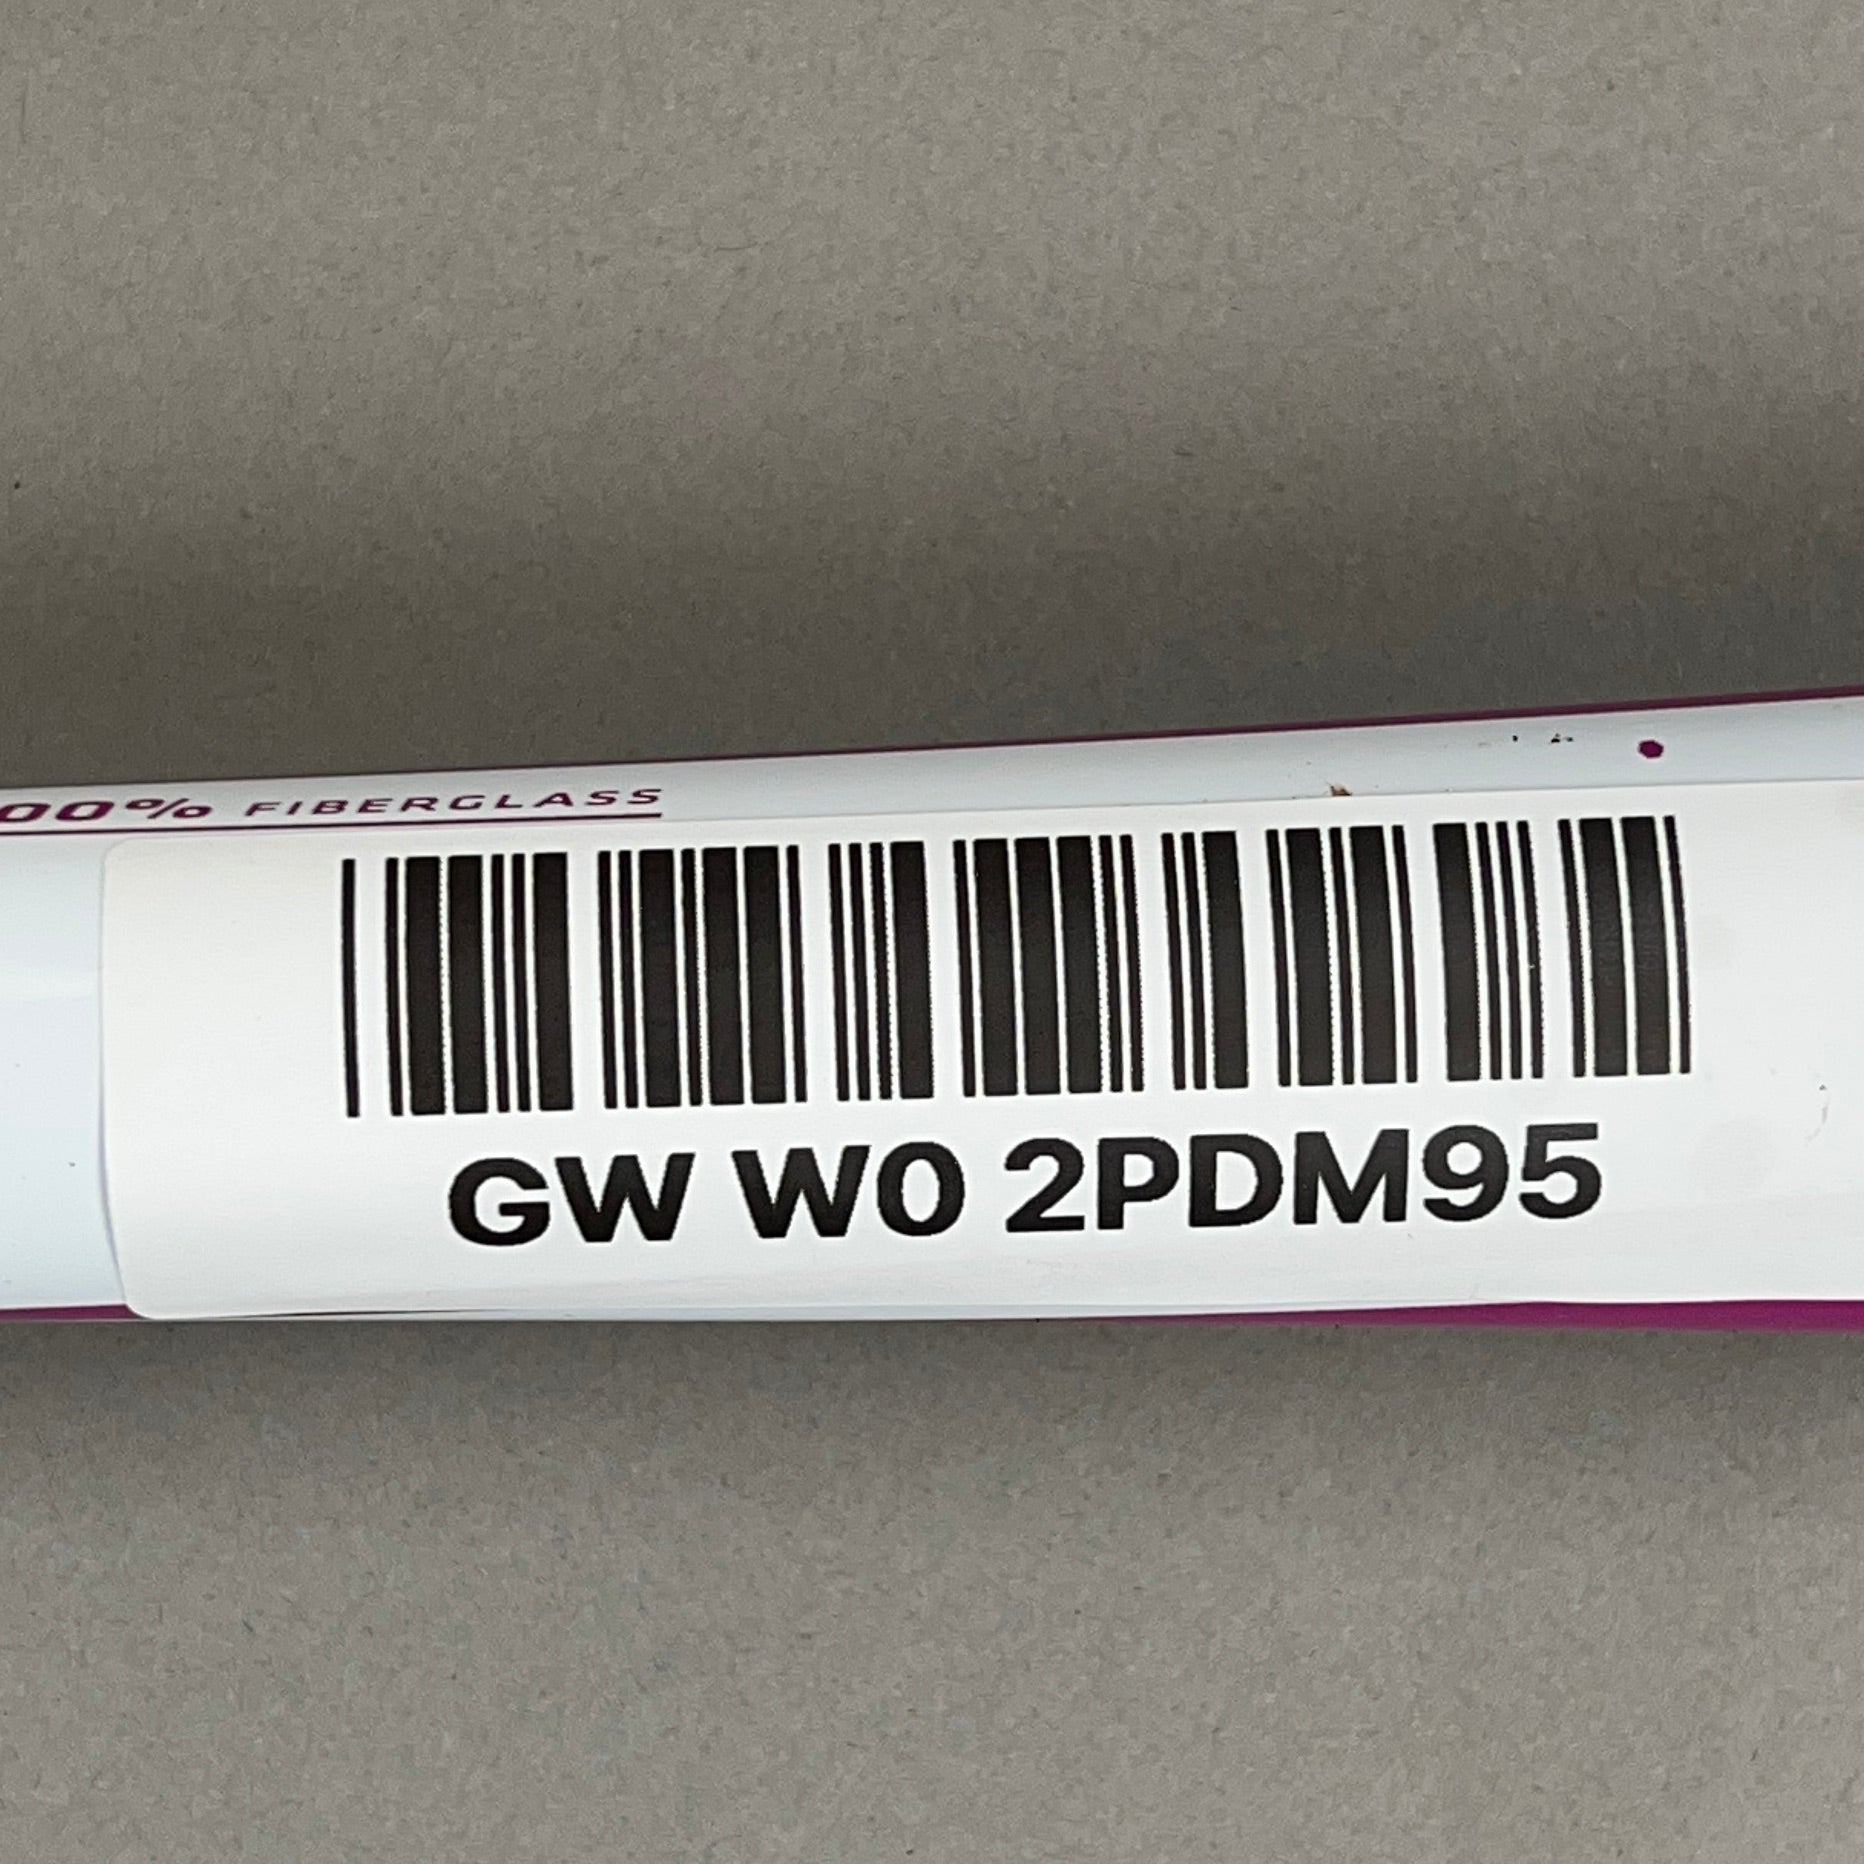 00% FIBERGLASS
GW W0 2PDM95